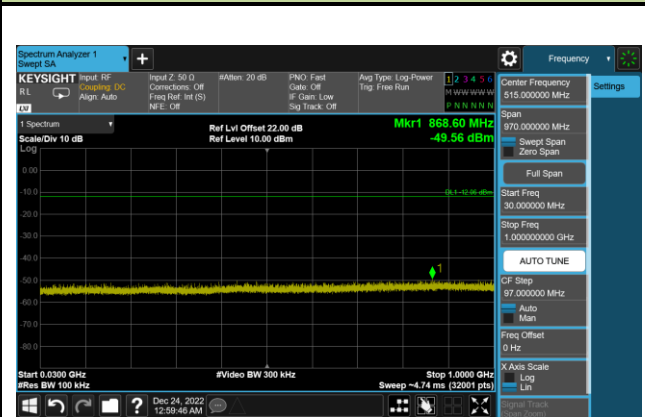 Spectrum Analyzer 1
Swept SA
Frequency
KEYSIGHT
RL
LXI
Input: RF
Coupling: DC
Align: Auto
Input Z: 50 Ω
Corrections: Off
Freq Ref: Int (S)
NFE: Off
#Atten: 20 dB
PNO: Fast
Gate: Off
IF Gain: Low
Sig Track: Off
Avg Type: Log-Power
Trig: Free Run
1 2 3 4 5 6
M W W W W W
P N N N N N
Center Frequency
515.000000 MHz
Settings
Span
970.000000 MHz
Swept Span
Zero Span
Full Span
Start Freq
30.000000 MHz
Stop Freq
1.000000000 GHz
AUTO TUNE
CF Step
97.000000 MHz
Auto
Man
Freq Offset
0 Hz
X Axis Scale
Log
Lin
Signal Track
(Span Zoom)
1 Spectrum
Scale/Div 10 dB
Log
Ref Lvl Offset 22.00 dB
Ref Level 10.00 dBm
Mkr1 868.60 MHz
-49.56 dBm
0.00
-10.0
-20.0
-30.0
-40.0
-50.0
-60.0
-70.0
-80.0
DL1 -12.06 dBm
1
Start 0.0300 GHz
#Res BW 100 kHz
#Video BW 300 kHz
Stop 1.0000 GHz
Sweep ~4.74 ms (32001 pts)
Dec 24, 2022
12:59:46 AM